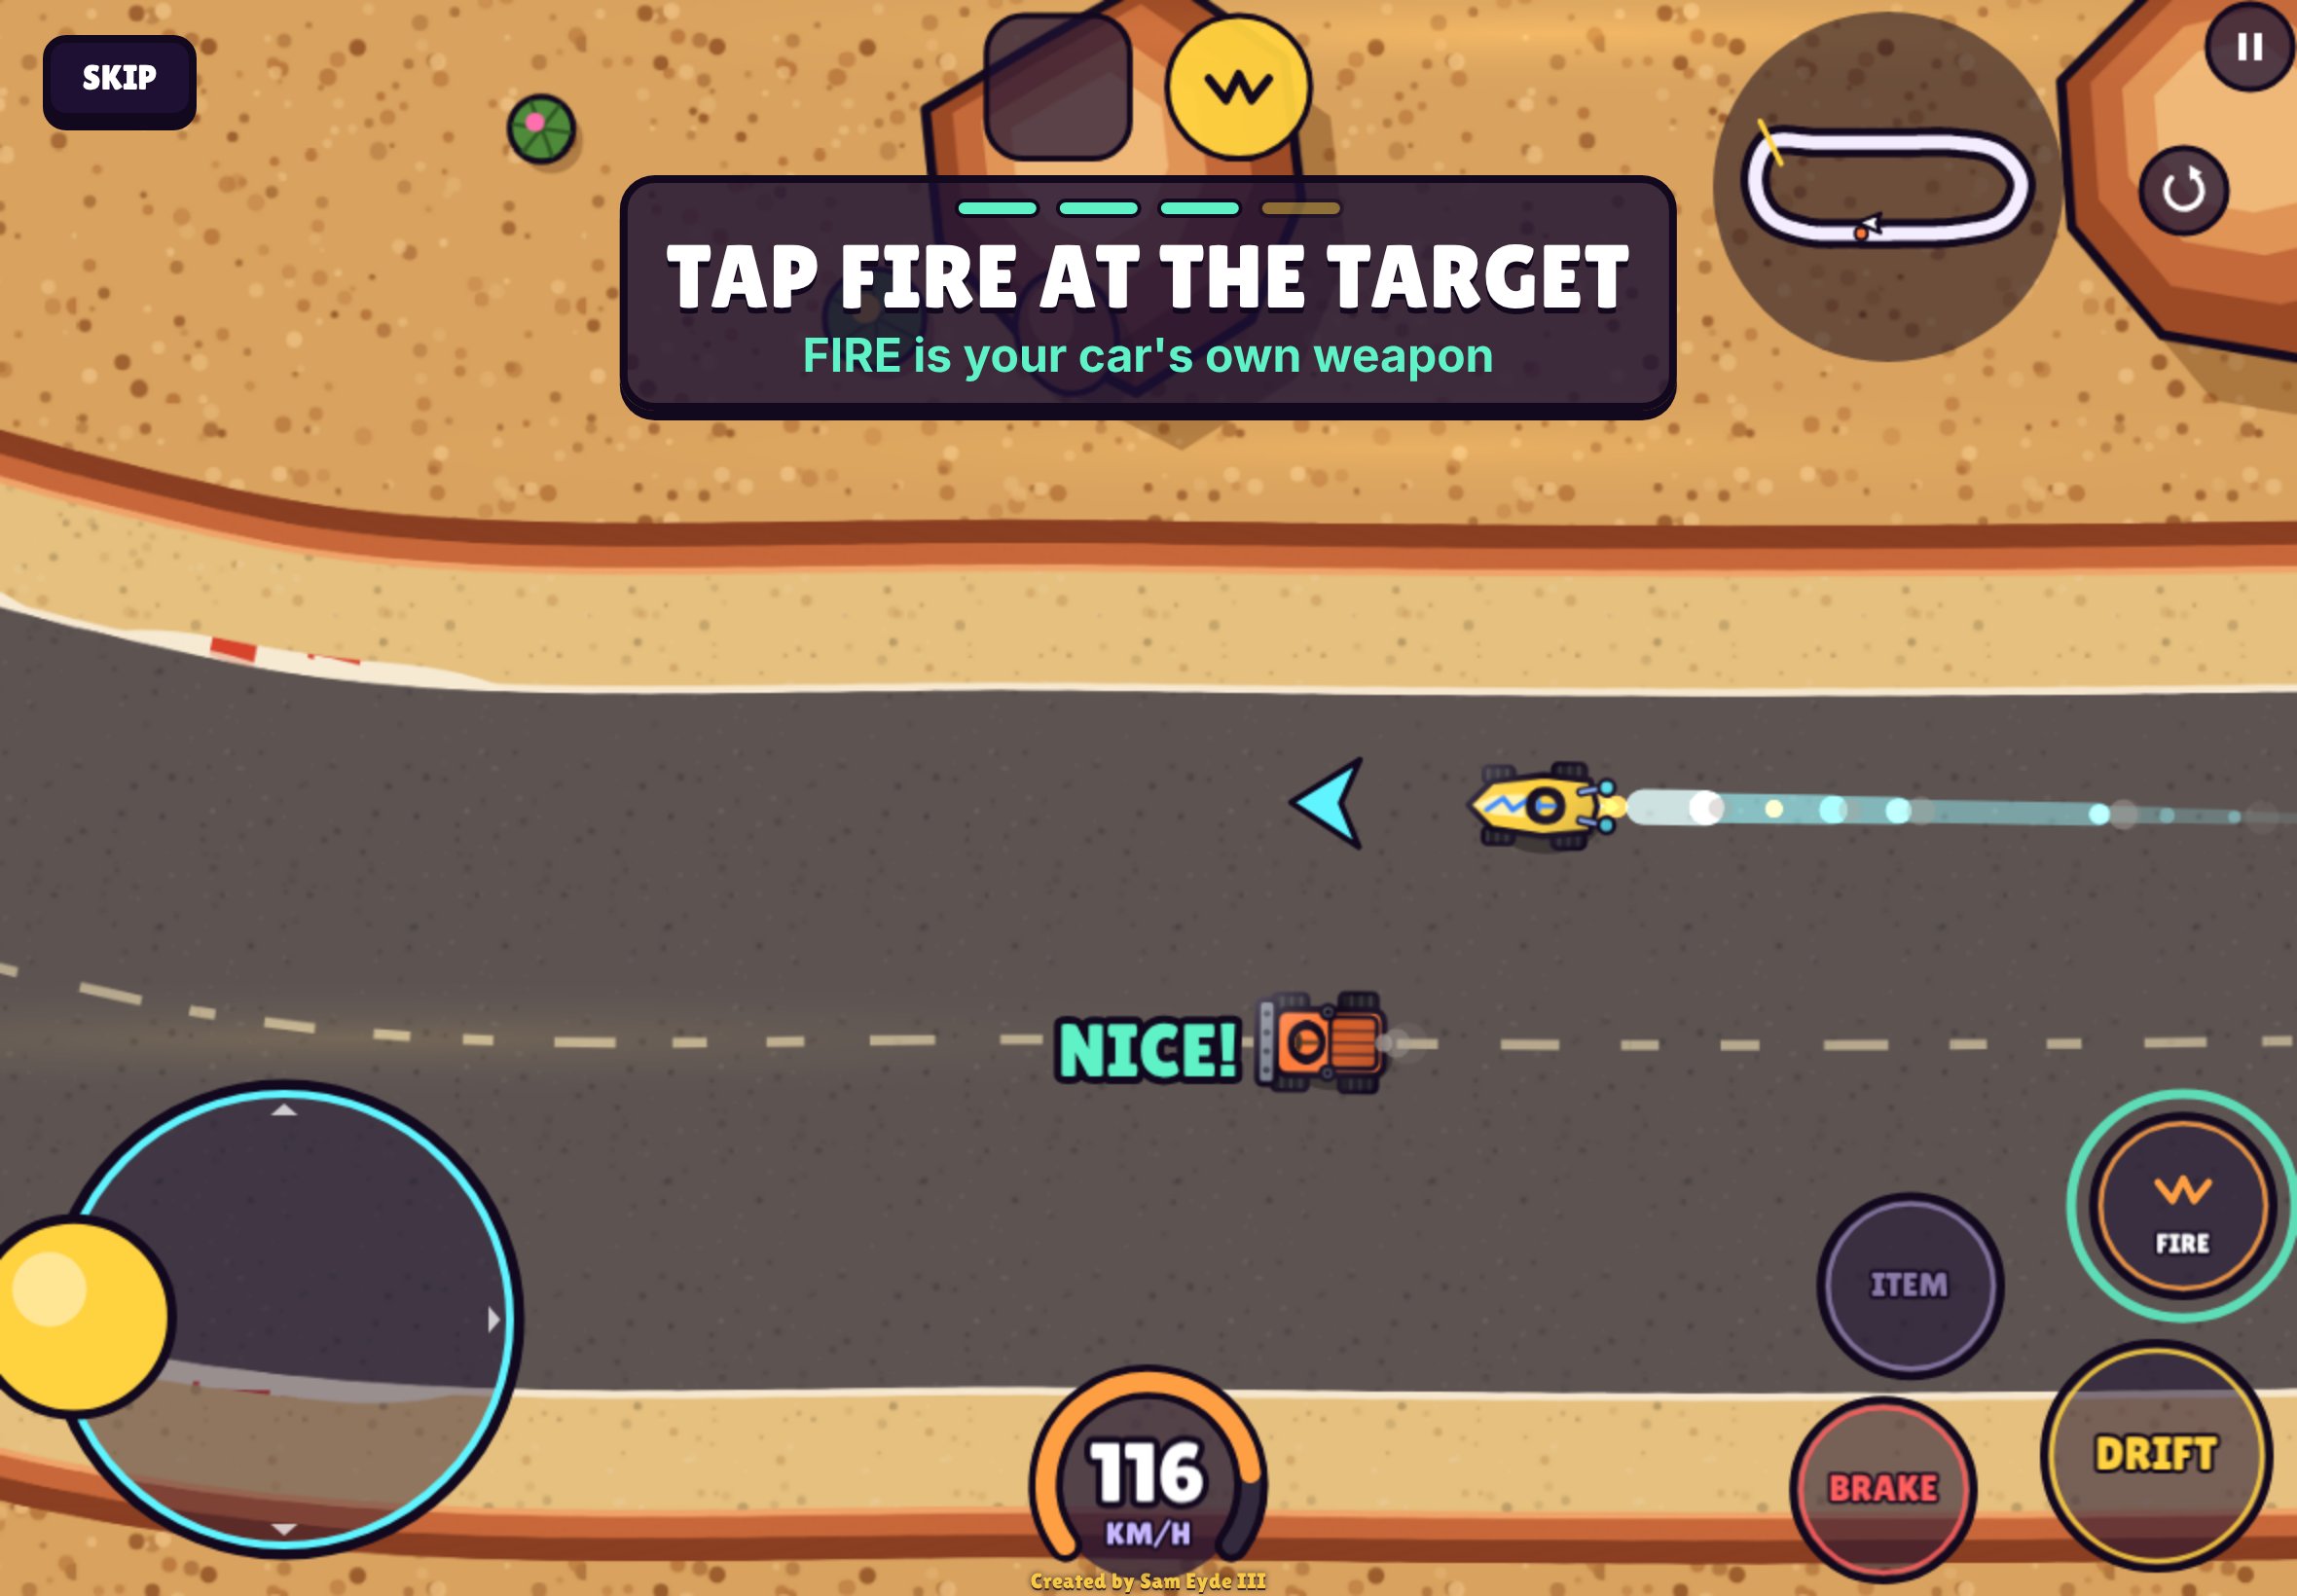 SKIP
TAP FIRE AT THE TARGET
FIRE is your car's own weapon
NICE!
FIRE
ITEM
DRIFT
BRAKE
116
KM/H
Created by Sam Eyde III